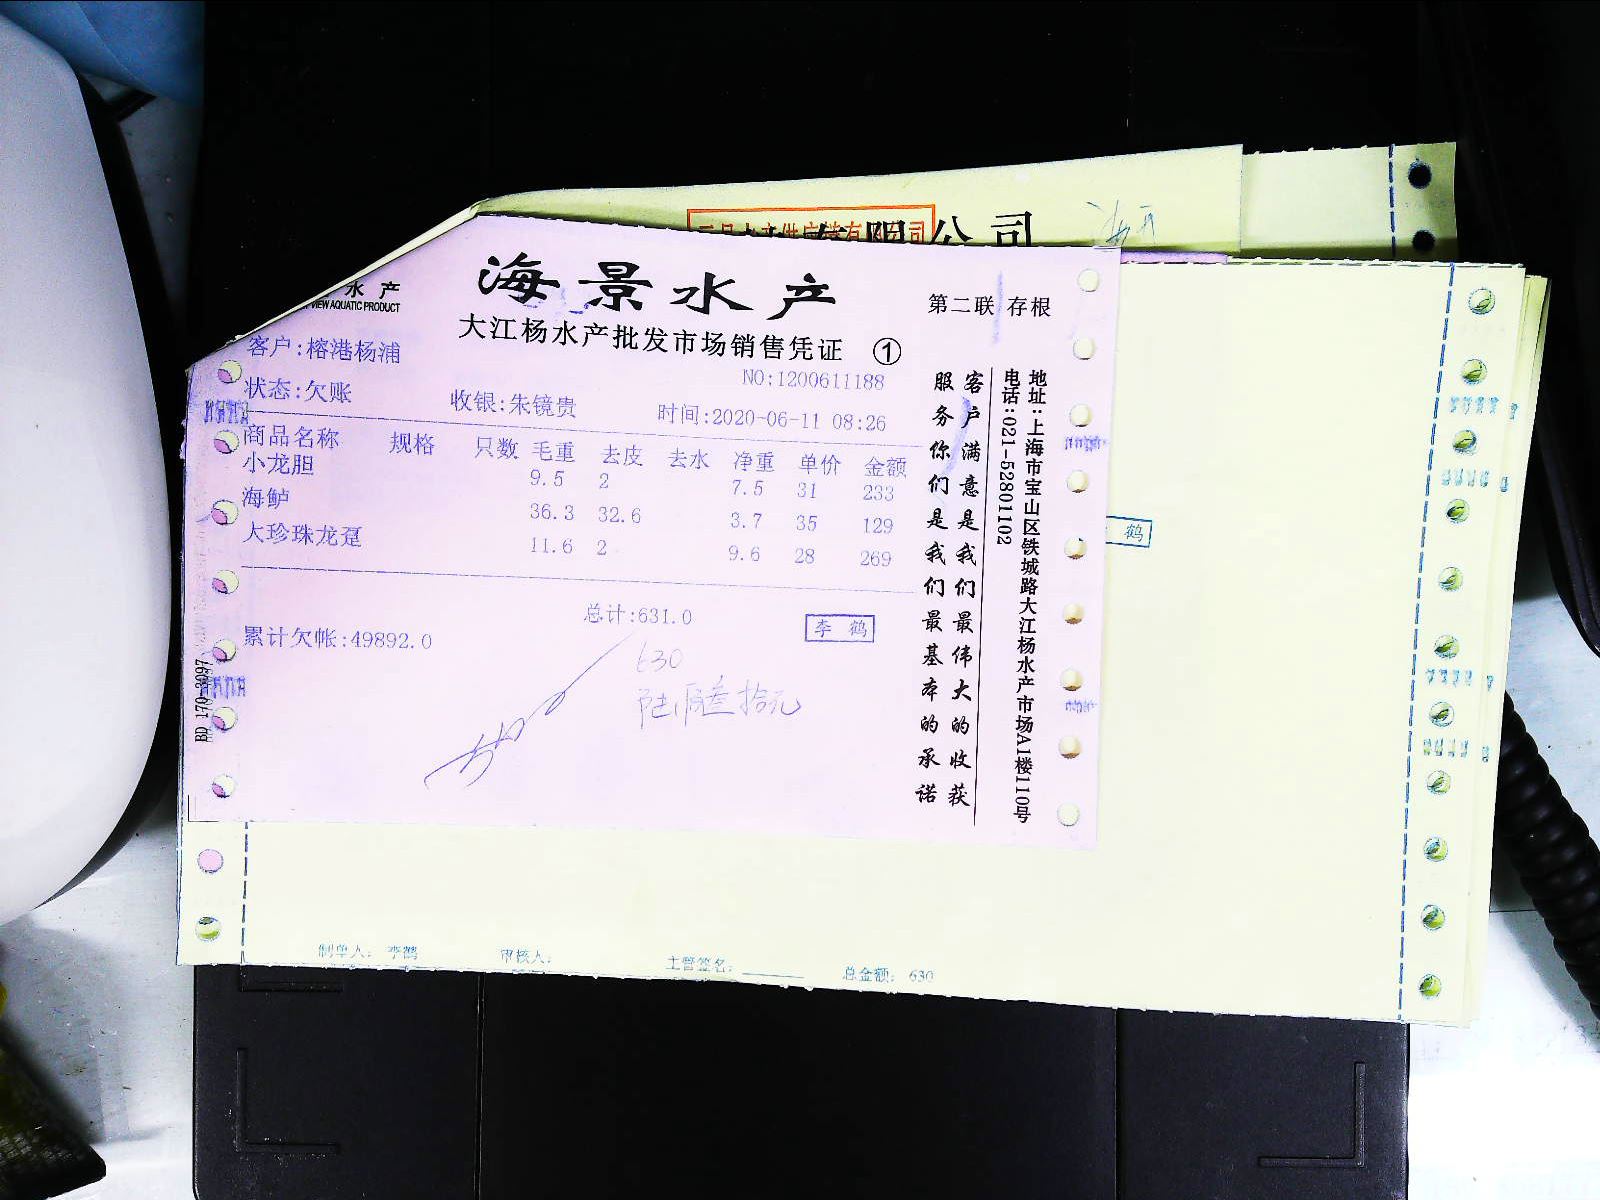 有限公司
水产
VIEW AQUATIC PRODUCT
海景水产
大江杨水产批发市场销售凭证 ①
第二联 存根
客户:榕港杨浦
NO:1200611188
状态:欠账 收银:朱镜贵 时间:2020-06-11 08:26
商品名称 规格 只数 毛重 去皮 去水 净重 单价 金额
小龙胆 9.5 2 7.5 31 233
海鲈 36.3 32.6 3.7 35 129
大珍珠龙趸 11.6 2 9.6 28 269
总计:631.0
累计欠帐:49892.0
李鹤
630
陆佰叁拾元
客户满意是我们最伟大的收获
服务你们是我们最基本的承诺
地址:上海市宝山区铁城路大江杨水产市场A1楼110号
电话:021-52801102
BD 170-3097
鹤
制单人: 李鹤 审核人: 主管签名: 总金额: 630